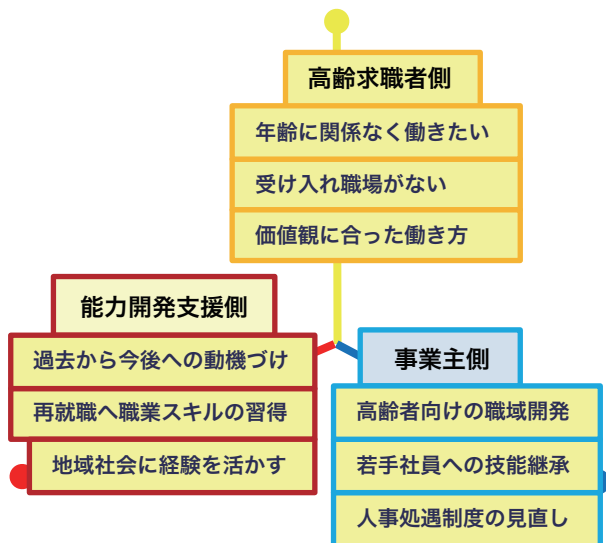 高齢求職者側
年齢に関係なく働きたい
受け入れ職場がない
価値観に合った働き方
能力開発支援側
過去から今後への動機づけ
再就職へ職業スキルの習得
地域社会に経験を活かす
事業主側
高齢者向けの職域開発
若手社員への技能継承
人事処遇制度の見直し